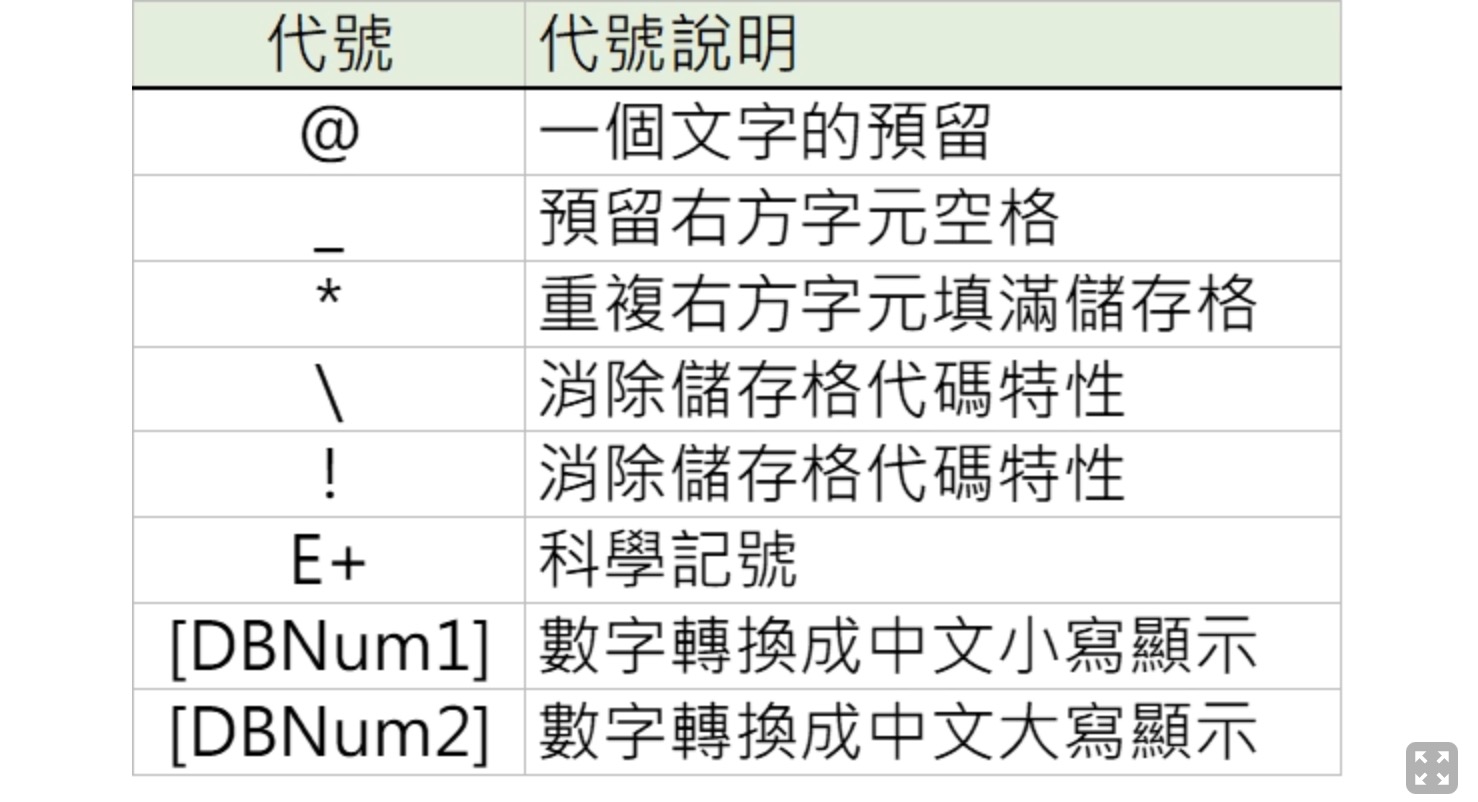 代號 代號說明
@ 一個文字的預留
_ 預留右方字元空格
* 重複右方字元填滿儲存格
\ 消除儲存格代碼特性
! 消除儲存格代碼特性
E+ 科學記號
[DBNum1] 數字轉換成中文小寫顯示
[DBNum2] 數字轉換成中文大寫顯示